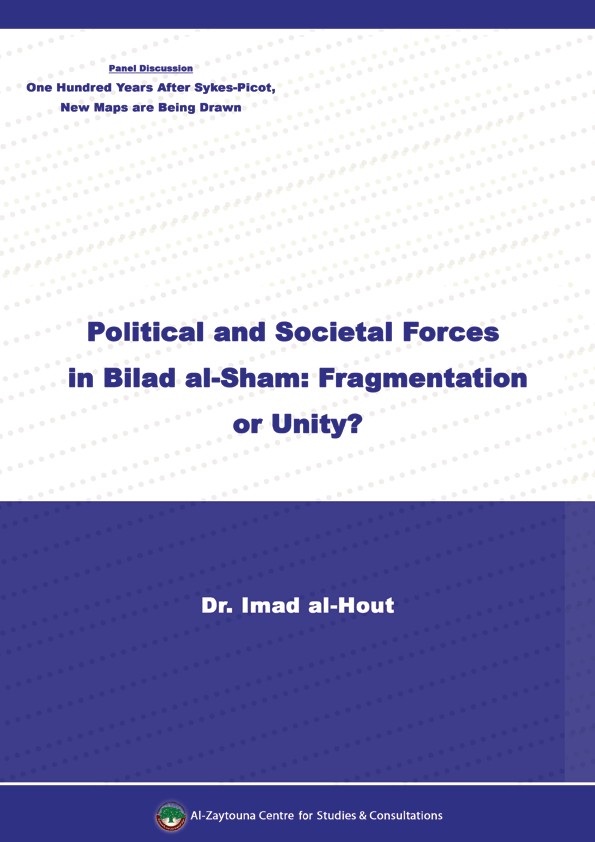 Panel Discussion
One Hundred Years After Sykes-Picot,
New Maps are Being Drawn
Political and Societal Forces
in Bilad al-Sham: Fragmentation
or Unity?
Dr. Imad al-Hout
Al-Zaytouna Centre for Studies & Consultations